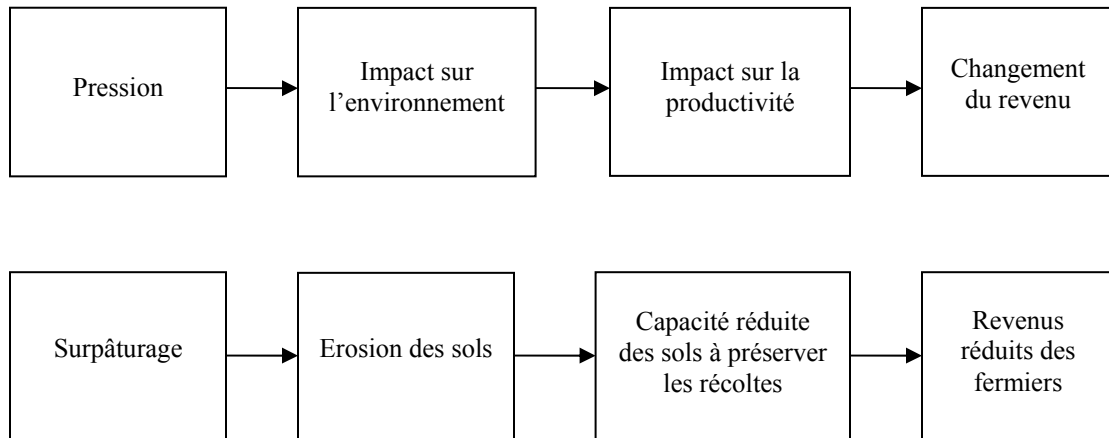 Pression
Impact sur
l’environnement
Impact sur la
productivité
Changement
du revenu
Surpâturage
Erosion des sols
Capacité réduite
des sols à préserver
les récoltes
Revenus
réduits des
fermiers